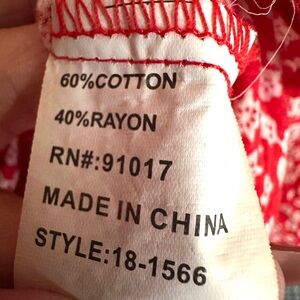 60%COTTON
40%RAYON
RN#:91017
MADE IN CHINA
STYLE:18-1566